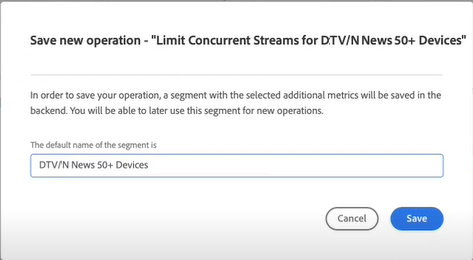 Save new operation - "Limit Concurrent Streams for DTV/N News 50+ Devices"
In order to save your operation, a segment with the selected additional metrics will be saved in the
backend. You will be able to later use this segment for new operations.
The default name of the segment is
DTV/'N News 50+ Devices
Cancel
Save